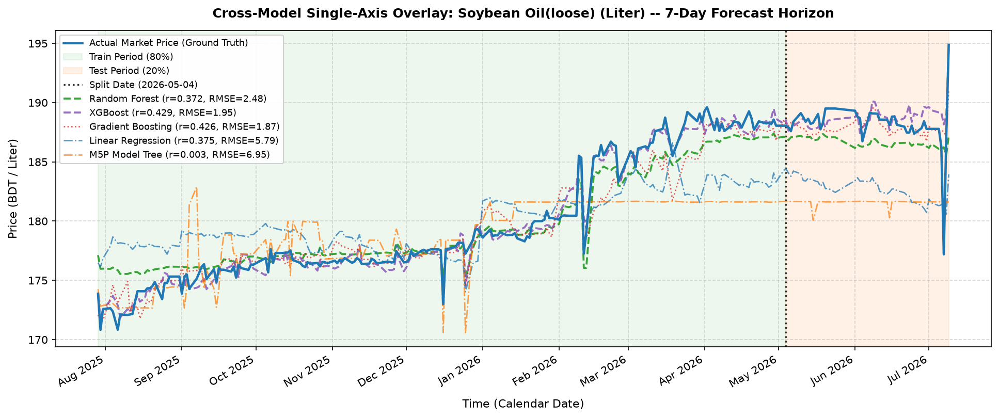 Cross-Model Single-Axis Overlay: Soybean Oil(loose) (Liter) -- 7-Day Forecast Horizon
Actual Market Price (Ground Truth)
Train Period (80%)
Test Period (20%)
Split Date (2026-05-04)
Random Forest (r=0.372, RMSE=2.48)
XGBoost (r=0.429, RMSE=1.95)
Gradient Boosting (r=0.426, RMSE=1.87)
Linear Regression (r=0.375, RMSE=5.79)
M5P Model Tree (r=0.003, RMSE=6.95)
Price (BDT / Liter)
195
190
185
180
175
170
Aug 2025
Sep 2025
Oct 2025
Nov 2025
Dec 2025
Jan 2026
Feb 2026
Mar 2026
Apr 2026
May 2026
Jun 2026
Jul 2026
Time (Calendar Date)